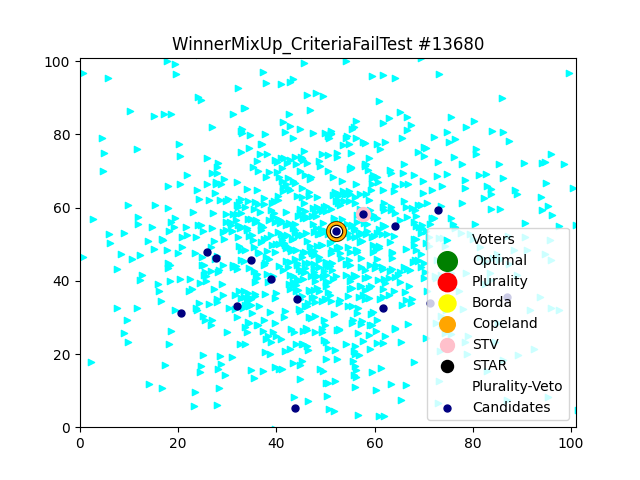 WinnerMixUp_CriteriaFailTest #13680
100
80
60
40
20
0
0
20
40
60
80
100
Voters
Optimal
Plurality
Borda
Copeland
STV
STAR
Plurality-Veto
Candidates